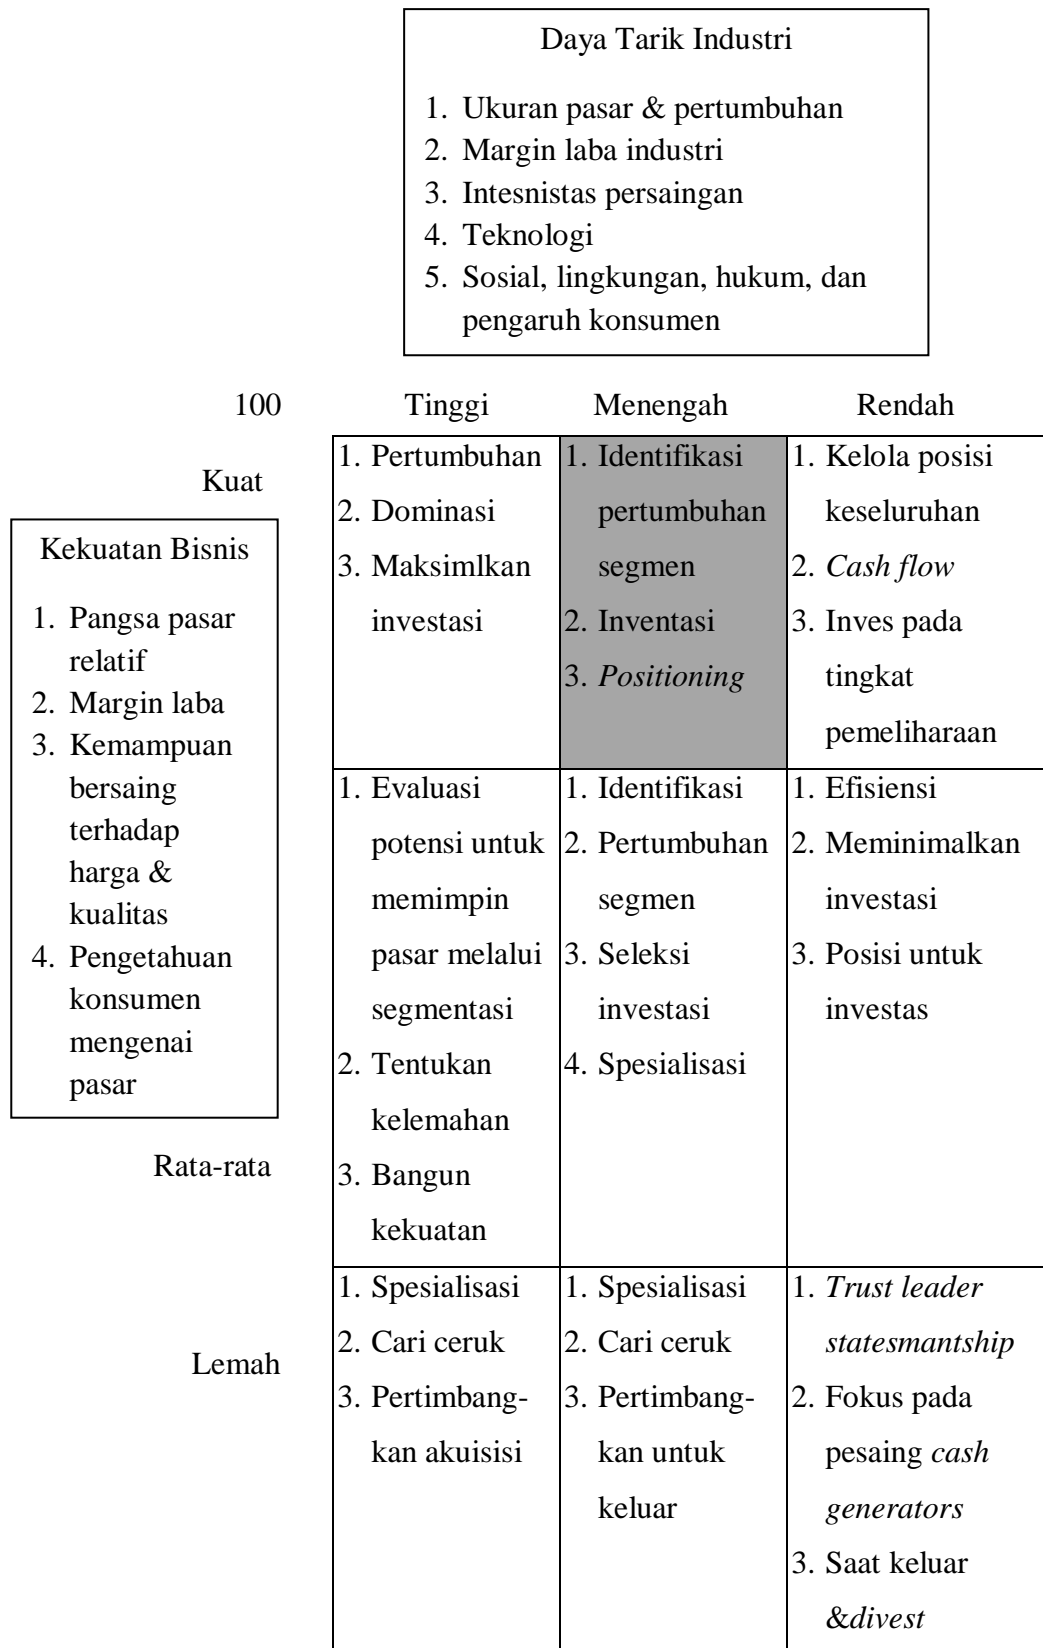 Daya Tarik Industri
1. Ukuran pasar & pertumbuhan
2. Margin laba industri
3. Intesnistas persaingan
4. Teknologi
5. Sosial, lingkungan, hukum, dan
pengaruh konsumen
100 Tinggi Menengah Rendah
Kuat
Kekuatan Bisnis
1. Pangsa pasar
relatif
2. Margin laba
3. Kemampuan
bersaing
terhadap
harga &
kualitas
4. Pengetahuan
konsumen
mengenai
pasar
Rata-rata
Lemah
1. Pertumbuhan
2. Dominasi
3. Maksimlkan
investasi
1. Identifikasi
pertumbuhan
segmen
2. Inventasi
3. Positioning
1. Kelola posisi
keseluruhan
2. Cash flow
3. Inves pada
tingkat
pemeliharaan
1. Evaluasi
potensi untuk
memimpin
pasar melalui
segmentasi
2. Tentukan
kelemahan
3. Bangun
kekuatan
1. Identifikasi
2. Pertumbuhan
segmen
3. Seleksi
investasi
4. Spesialisasi
1. Efisiensi
2. Meminimalkan
investasi
3. Posisi untuk
investas
1. Spesialisasi
2. Cari ceruk
3. Pertimbang-
kan akuisisi
1. Spesialisasi
2. Cari ceruk
3. Pertimbang-
kan untuk
keluar
1. Trust leader
statesmantship
2. Fokus pada
pesaing cash
generators
3. Saat keluar
&divest